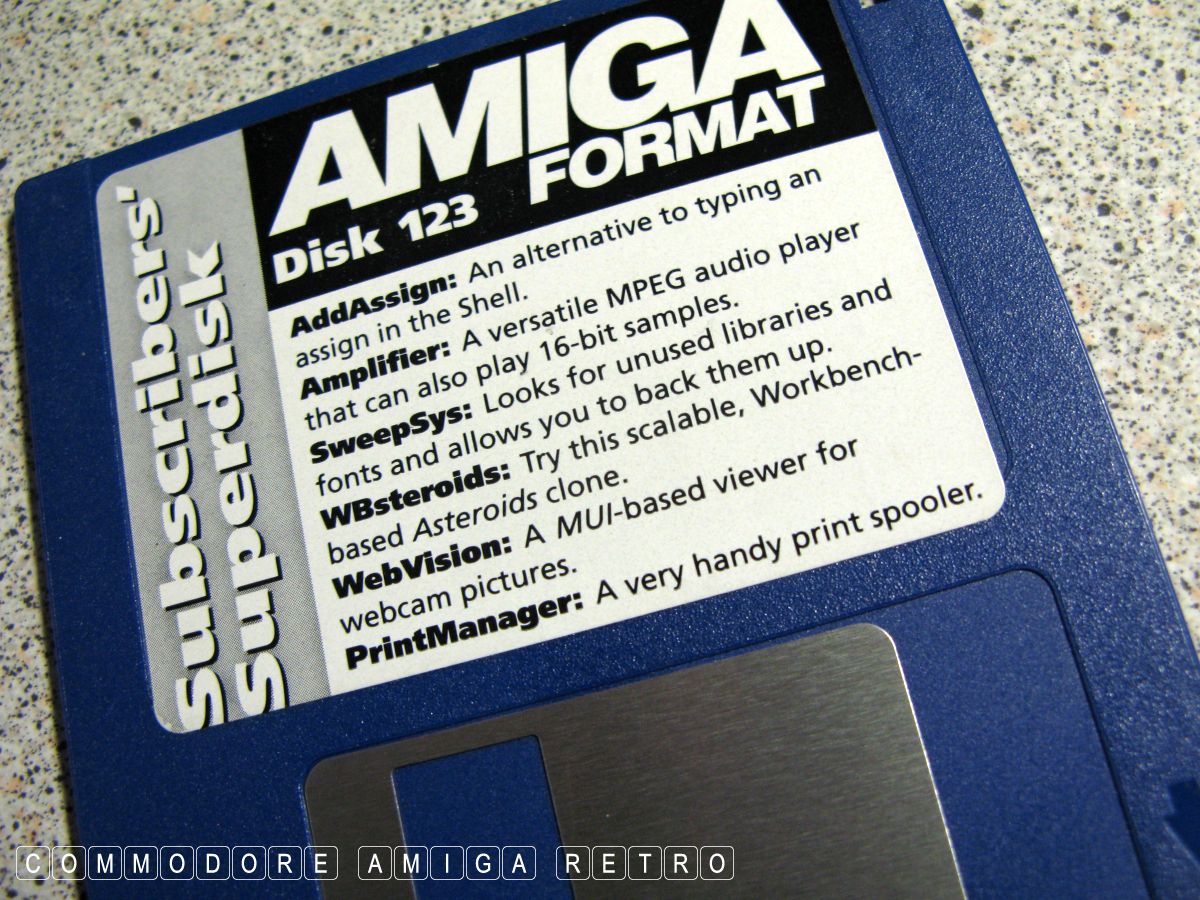 AMIGA
FORMAT
Disk 123
Subscribers'
Superdisk
AddAssign: An alternative to typing an
assign in the Shell.
Amplifier: A versatile MPEG audio player
that can also play 16-bit samples.
SweepSys: Looks for unused libraries and
fonts and allows you to back them up.
WBsteroids: Try this scalable, Workbench-
based Asteroids clone.
WebVision: A MUI-based viewer for
webcam pictures.
PrintManager: A very handy print spooler.
COMMODORE AMIGA RETRO